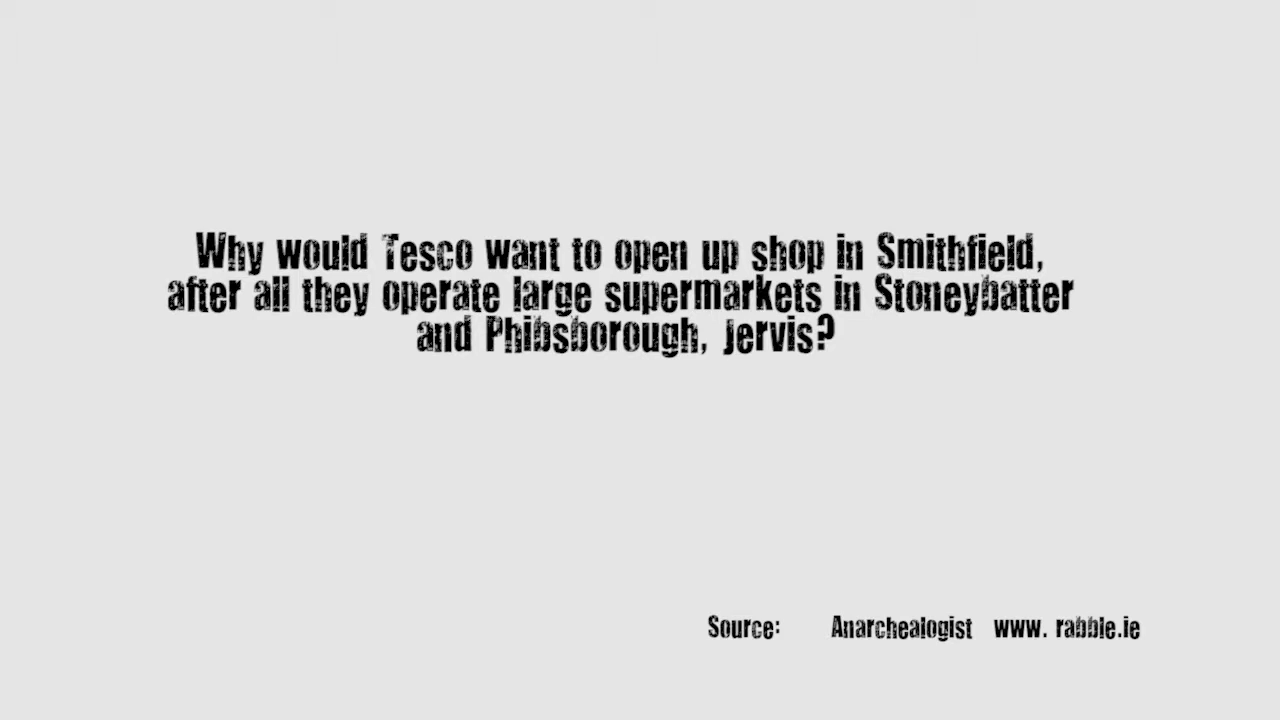 Why would Tesco want to open up shop in Smithfield,
after all they operate large supermarkets in Stoneybatter
and Phibsborough, Jervis?
Source: Anarchealogist www. rabble.ie